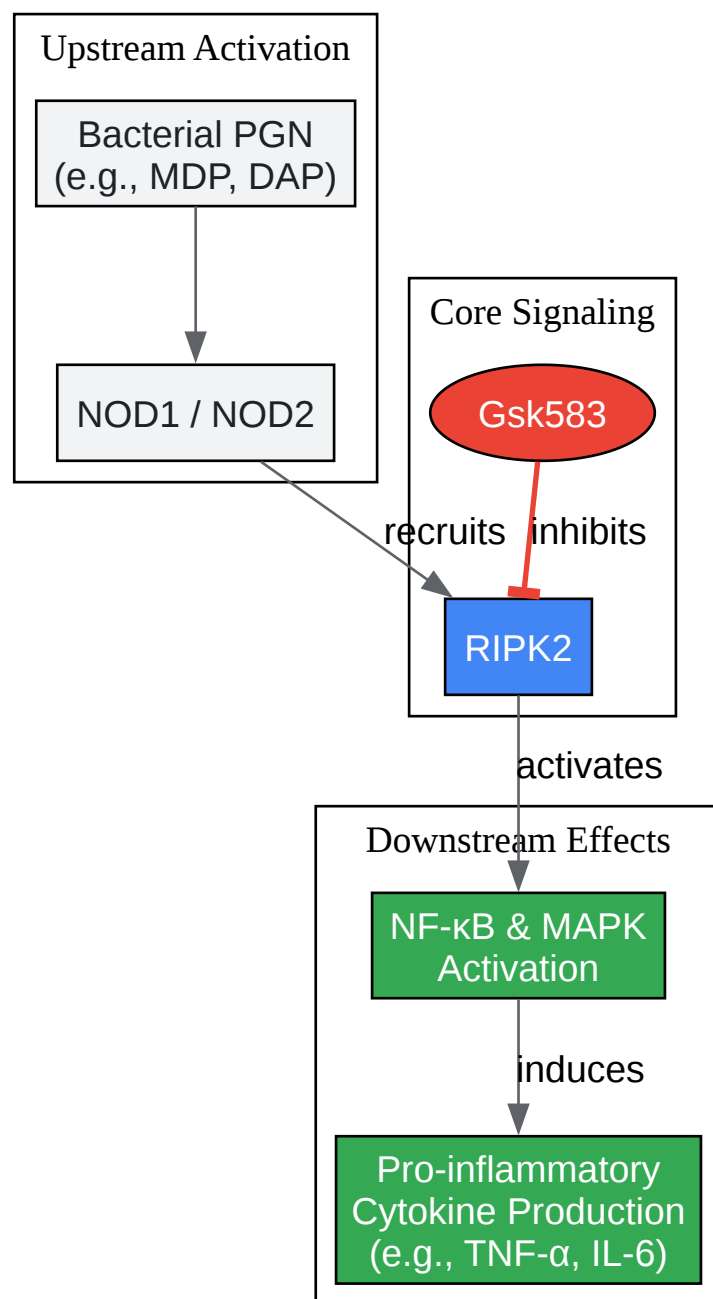 Upstream Activation
Bacterial PGN
(e.g., MDP, DAP)
NOD1 / NOD2
Core Signaling
Gsk583
recruits
inhibits
RIPK2
activates
Downstream Effects
NF-κB & MAPK
Activation
induces
Pro-inflammatory
Cytokine Production
(e.g., TNF-α, IL-6)